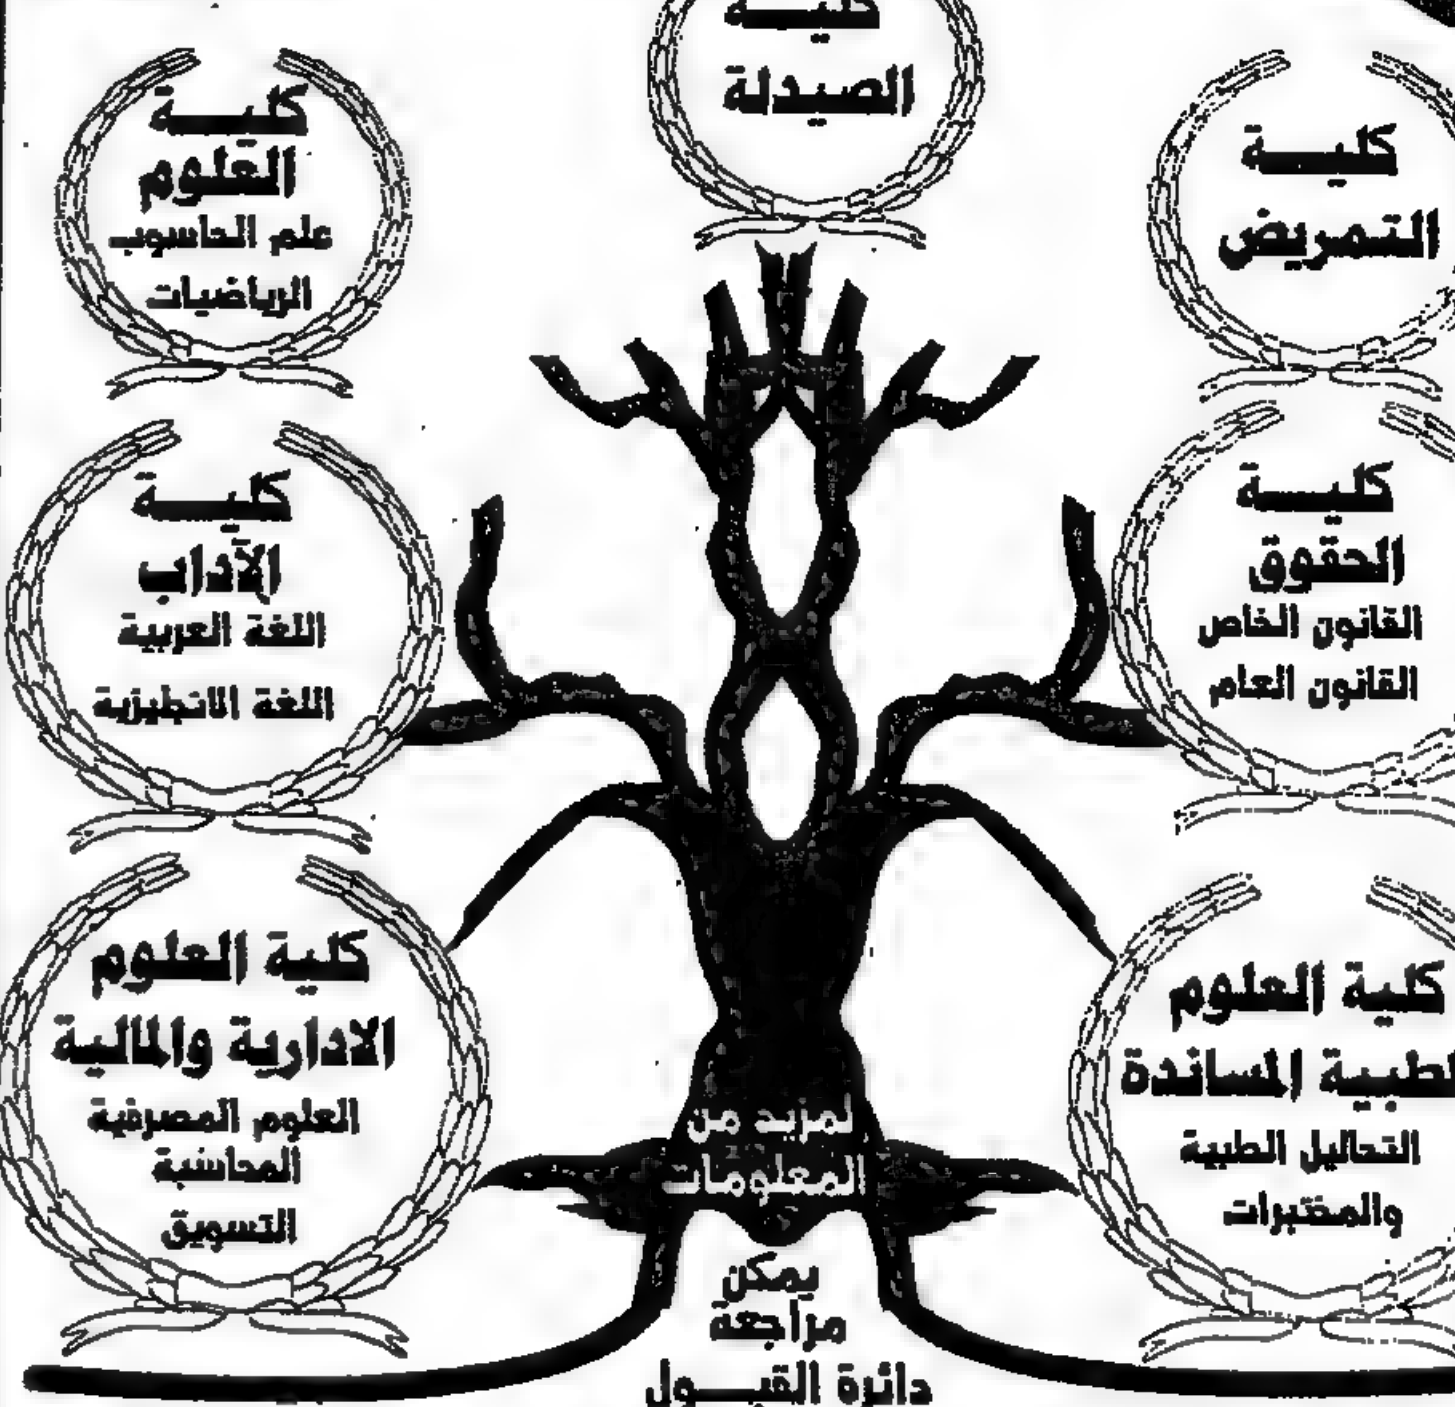 كلية
الصيدلة
كلية
التمريض
كلية
العلوم
علم الحاسوب
الرياضيات
كلية
الحقوق
القانون الخاص
القانون العام
كلية
الآداب
اللغة العربية
اللغة الانجليزية
كلية العلوم
الطبية المساندة
التحاليل الطبية
والمختبرات
كلية العلوم
الادارية والمالية
العلوم المصرفية
المحاسبة
التسويق
لمزيد من
المعلومات
يمكن
مراجعة
دائرة القبول